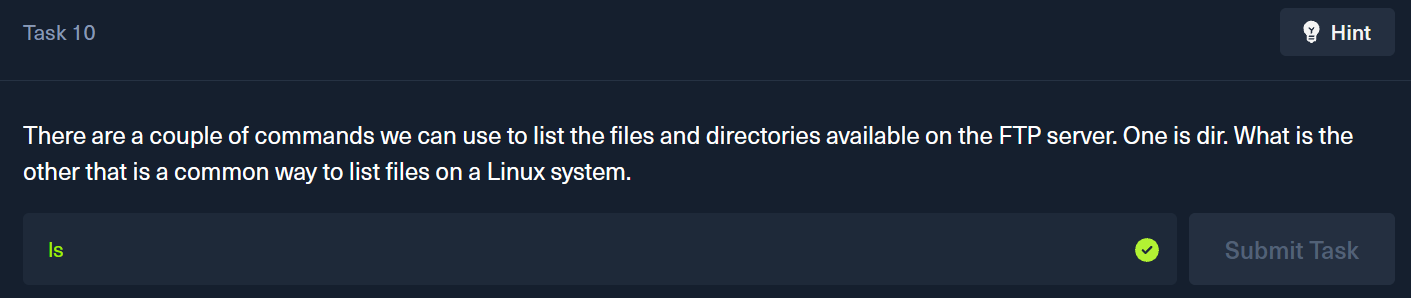 Task 10
Hint
There are a couple of commands we can use to list the files and directories available on the FTP server. One is dir. What is the
other that is a common way to list files on a Linux system.
ls
Submit Task